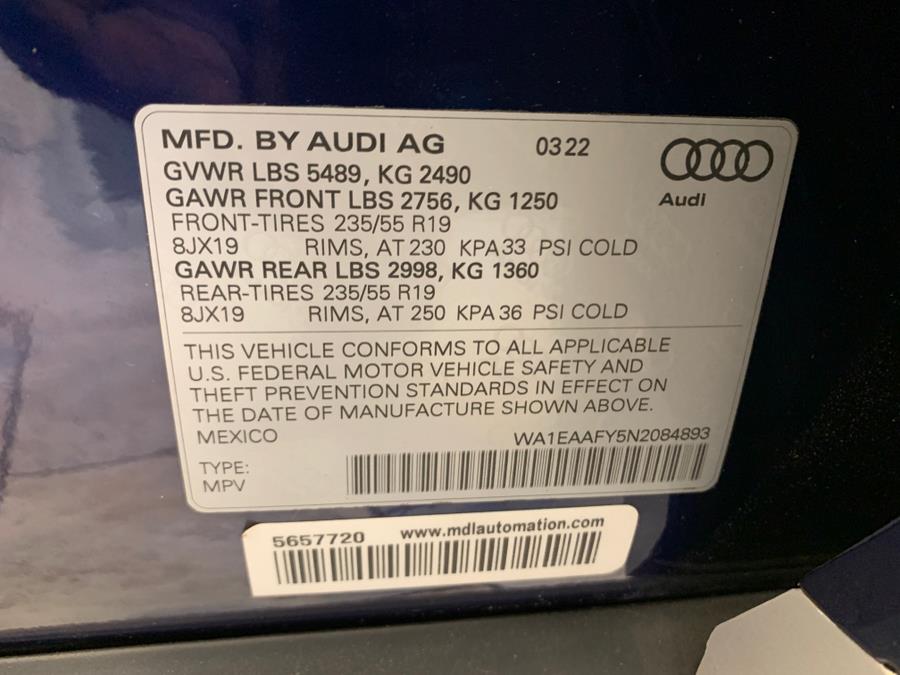 MFD. BY AUDI AG 03 22
GVWR LBS 5489, KG 2490
GAWR FRONT LBS 2756, KG 1250
Audi
FRONT-TIRES 235/55 R19
8JX19 RIMS, AT 230 KPA 33 PSI COLD
GAWR REAR LBS 2998, KG 1360
REAR-TIRES 235/55 R19
8JX19 RIMS, AT 250 KPA 36 PSI COLD
THIS VEHICLE CONFORMS TO ALL APPLICABLE
U.S. FEDERAL MOTOR VEHICLE SAFETY AND
THEFT PREVENTION STANDARDS IN EFFECT ON
THE DATE OF MANUFACTURE SHOWN ABOVE.
MEXICO WA1EAAFY5N2084893
TYPE:
MPV
5657720 www.mdlautomation.com